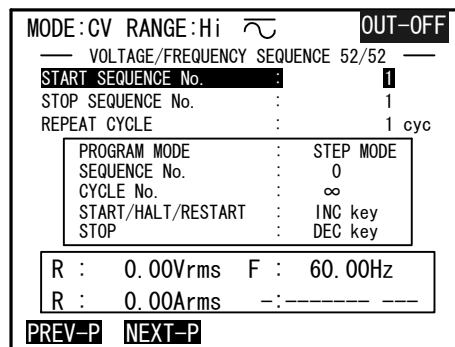 MODE:CV RANGE:Hi OUT-OFF
VOLTAGE/FREQUENCY SEQUENCE 52/52
START SEQUENCE No. : 1
STOP SEQUENCE No. : 1
REPEAT CYCLE : 1 cyc
PROGRAM MODE : STEP MODE
SEQUENCE No. : 0
CYCLE No. : ∞
START/HALT/RESTART : INC key
STOP : DEC key
R : 0.00Vrms F : 60.00Hz
R : 0.00Arms -:------- ---
PREV-P NEXT-P